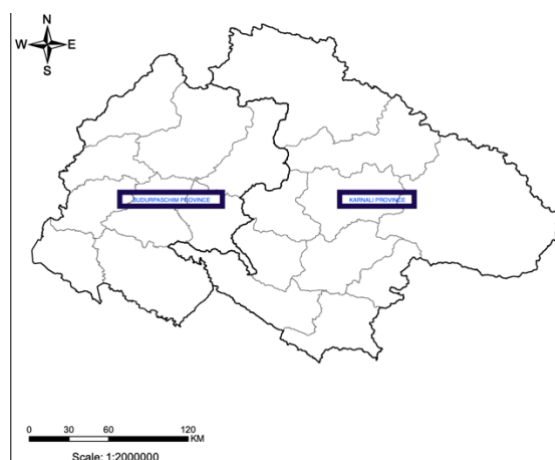 N
W E
S
SUDURPASCHIM PROVINCE
KARNALI PROVINCE
0 30 60 120
KM
Scale: 1:2000000